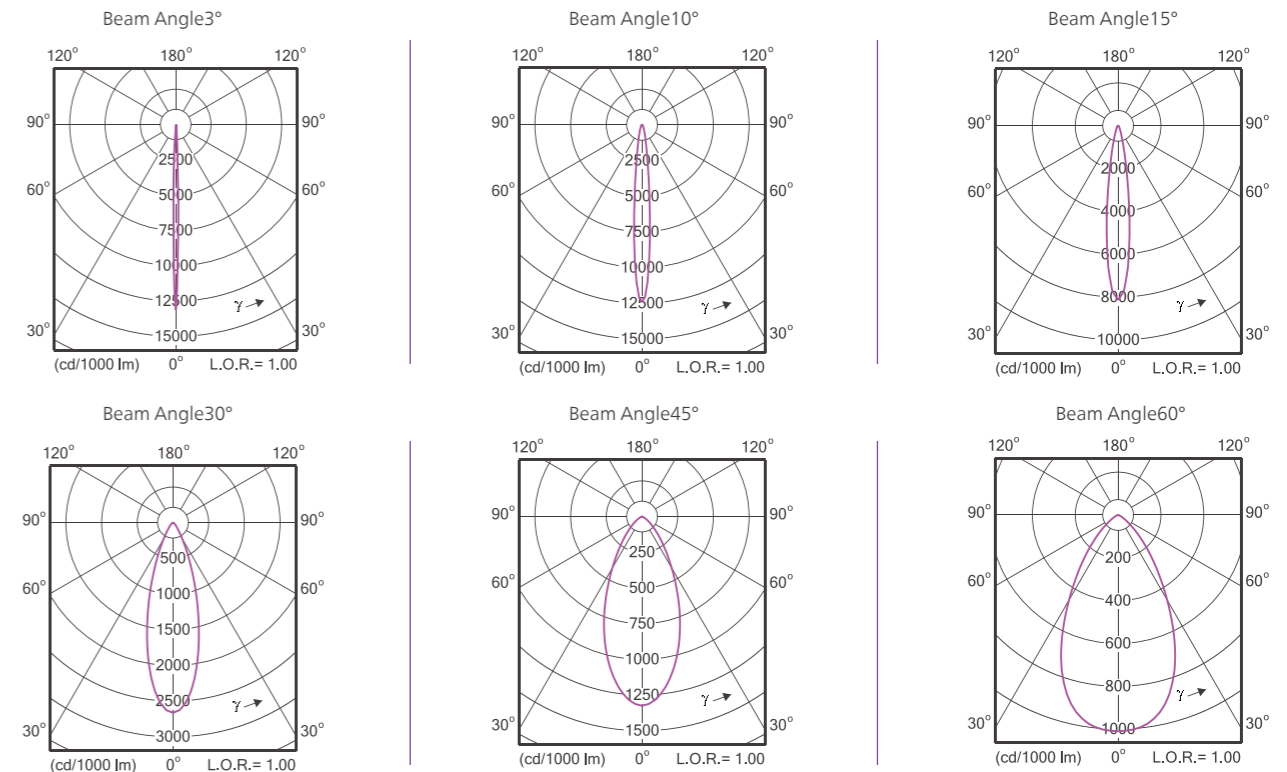 Beam Angle3°
120° 180° 120°
90° 90°
2500
60° 5000 60°
7500
10000
12500 γ
30° 15000 30°
(cd/1000 lm) 0° L.O.R.= 1.00
Beam Angle10°
120° 180° 120°
90° 90°
2500
60° 5000 60°
7500
10000
12500 γ
30° 15000 30°
(cd/1000 lm) 0° L.O.R.= 1.00
Beam Angle15°
120° 180° 120°
90° 90°
2000
60° 60°
4000
6000
8000 γ
30° 10000 30°
(cd/1000 lm) 0° L.O.R.= 1.00
Beam Angle30°
120° 180° 120°
90° 90°
500
60° 1000 60°
1500
2000
2500 γ
30° 3000 30°
(cd/1000 lm) 0° L.O.R.= 1.00
Beam Angle45°
120° 180° 120°
90° 90°
250
60° 500 60°
750
1000
1250 γ
30° 1500 30°
(cd/1000 lm) 0° L.O.R.= 1.00
Beam Angle60°
120° 180° 120°
90° 90°
200
60° 60°
400
600
800 γ
30° 1000 30°
(cd/1000 lm) 0° L.O.R.= 1.00